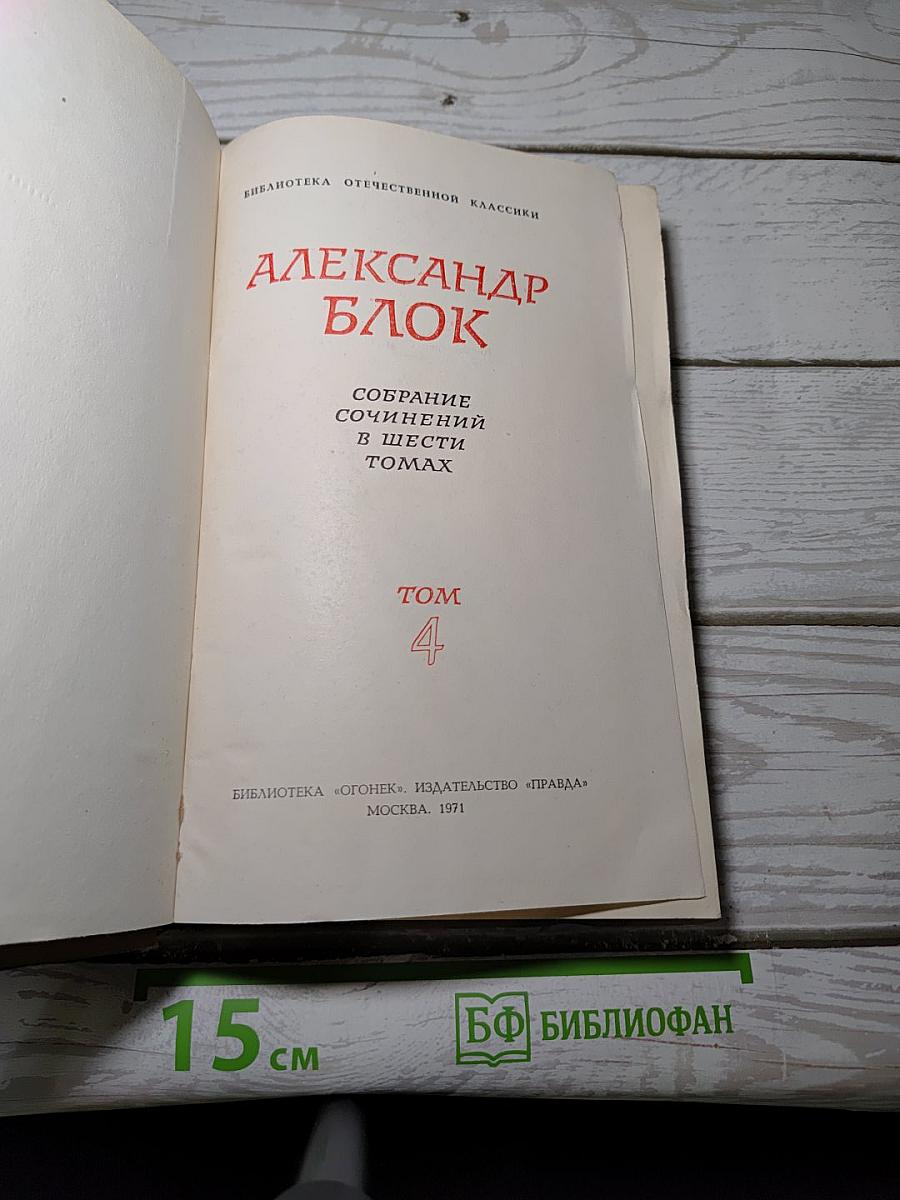 БИБЛИОТЕКА ОТЕЧЕСТВЕННОЙ КЛАССИКИ
АЛЕКСАНДР
БЛОК
СОБРАНИЕ
СОЧИНЕНИЙ
В ШЕСТИ
ТОМАХ
ТОМ
4
БИБЛИОТЕКА «ОГОНЕК». ИЗДАТЕЛЬСТВО «ПРАВДА»
МОСКВА. 1971
15 см
БФ БИБЛИОФАН